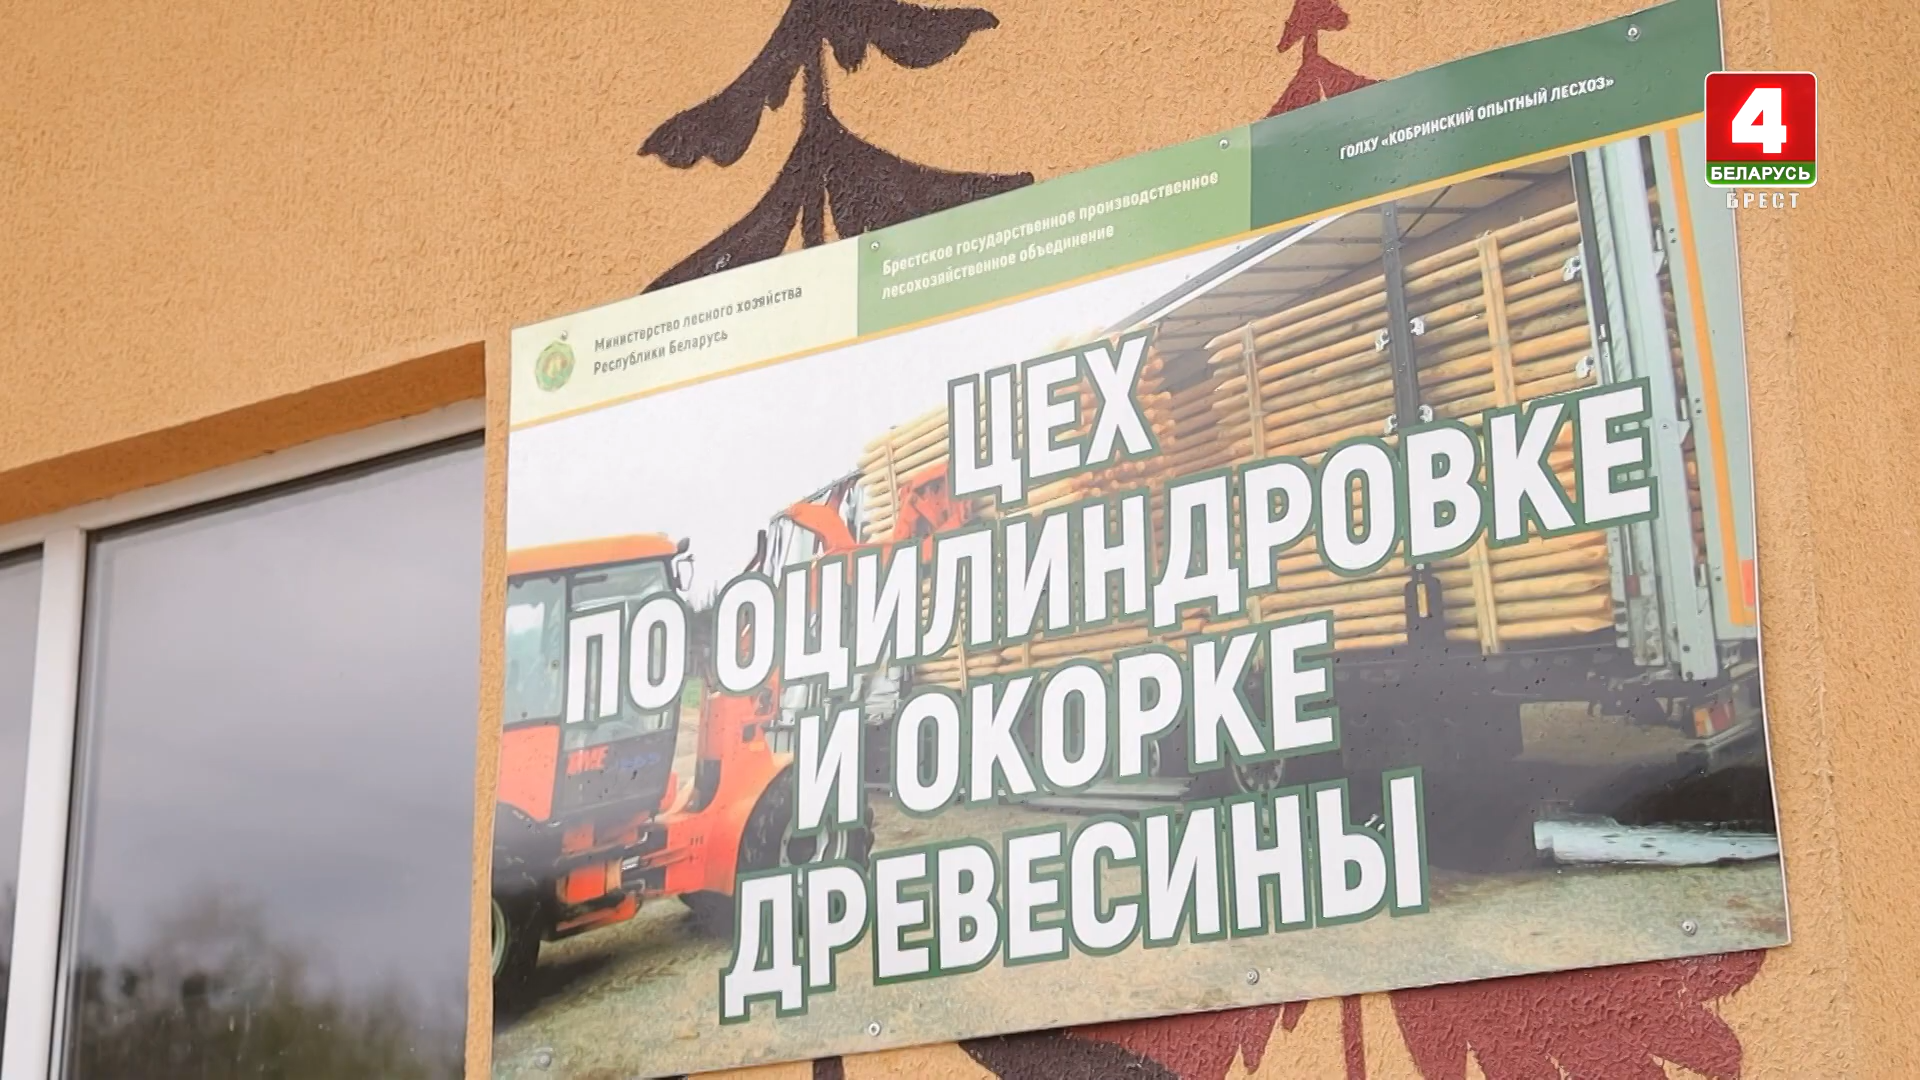 4
БЕЛАРУСЬ
БРЕСТ
Министерство лесного хозяйства
Республики Беларусь
Брестское государственное производственное
лесохозяйственное объединение
ГОЛХУ «КОБРИНСКИЙ ОПЫТНЫЙ ЛЕСХОЗ»
ЦЕХ
ПО ОЦИЛИНДРОВКЕ
И ОКОРКЕ
ДРЕВЕСИНЫ